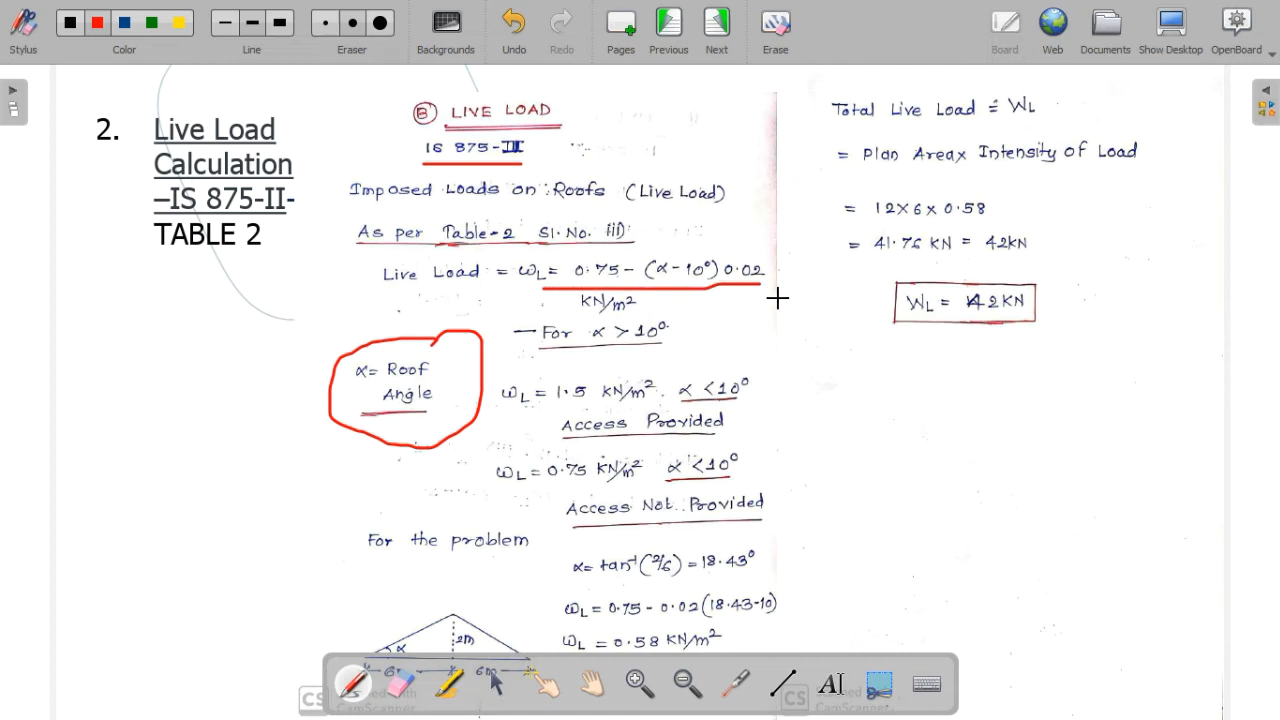 Stylus
Color
Line
Eraser
Backgrounds
Undo
Redo
Pages
Previous
Next
Erase
Board
Web
Documents
Show Desktop
OpenBoard
2. Live Load
Calculation
–IS 875-II-
TABLE 2
B LIVE LOAD
IS 875-II
Imposed Loads on Roofs (Live Load)
As per Table-2 Sl. No. iii)
Live Load = ωL = 0.75 - (α-10°) 0.02
KN/m²
— For α > 10°
α = Roof
Angle
ωL = 1.5 KN/m². α < 10°
Access Provided
ωL = 0.75 KN/m² α < 10°
Access Not Provided
For the problem
α = tan⁻¹(2/6) = 18.43°
ωL = 0.75 - 0.02 (18.43-10)
ωL = 0.58 KN/m²
α
2m
6m
6m
Total Live Load = WL
= Plan Area x Intensity of Load
= 12 x 6 x 0.58
= 41.76 KN = 42KN
WL = 42KN
CS
CamScanner
CS
CamScanner